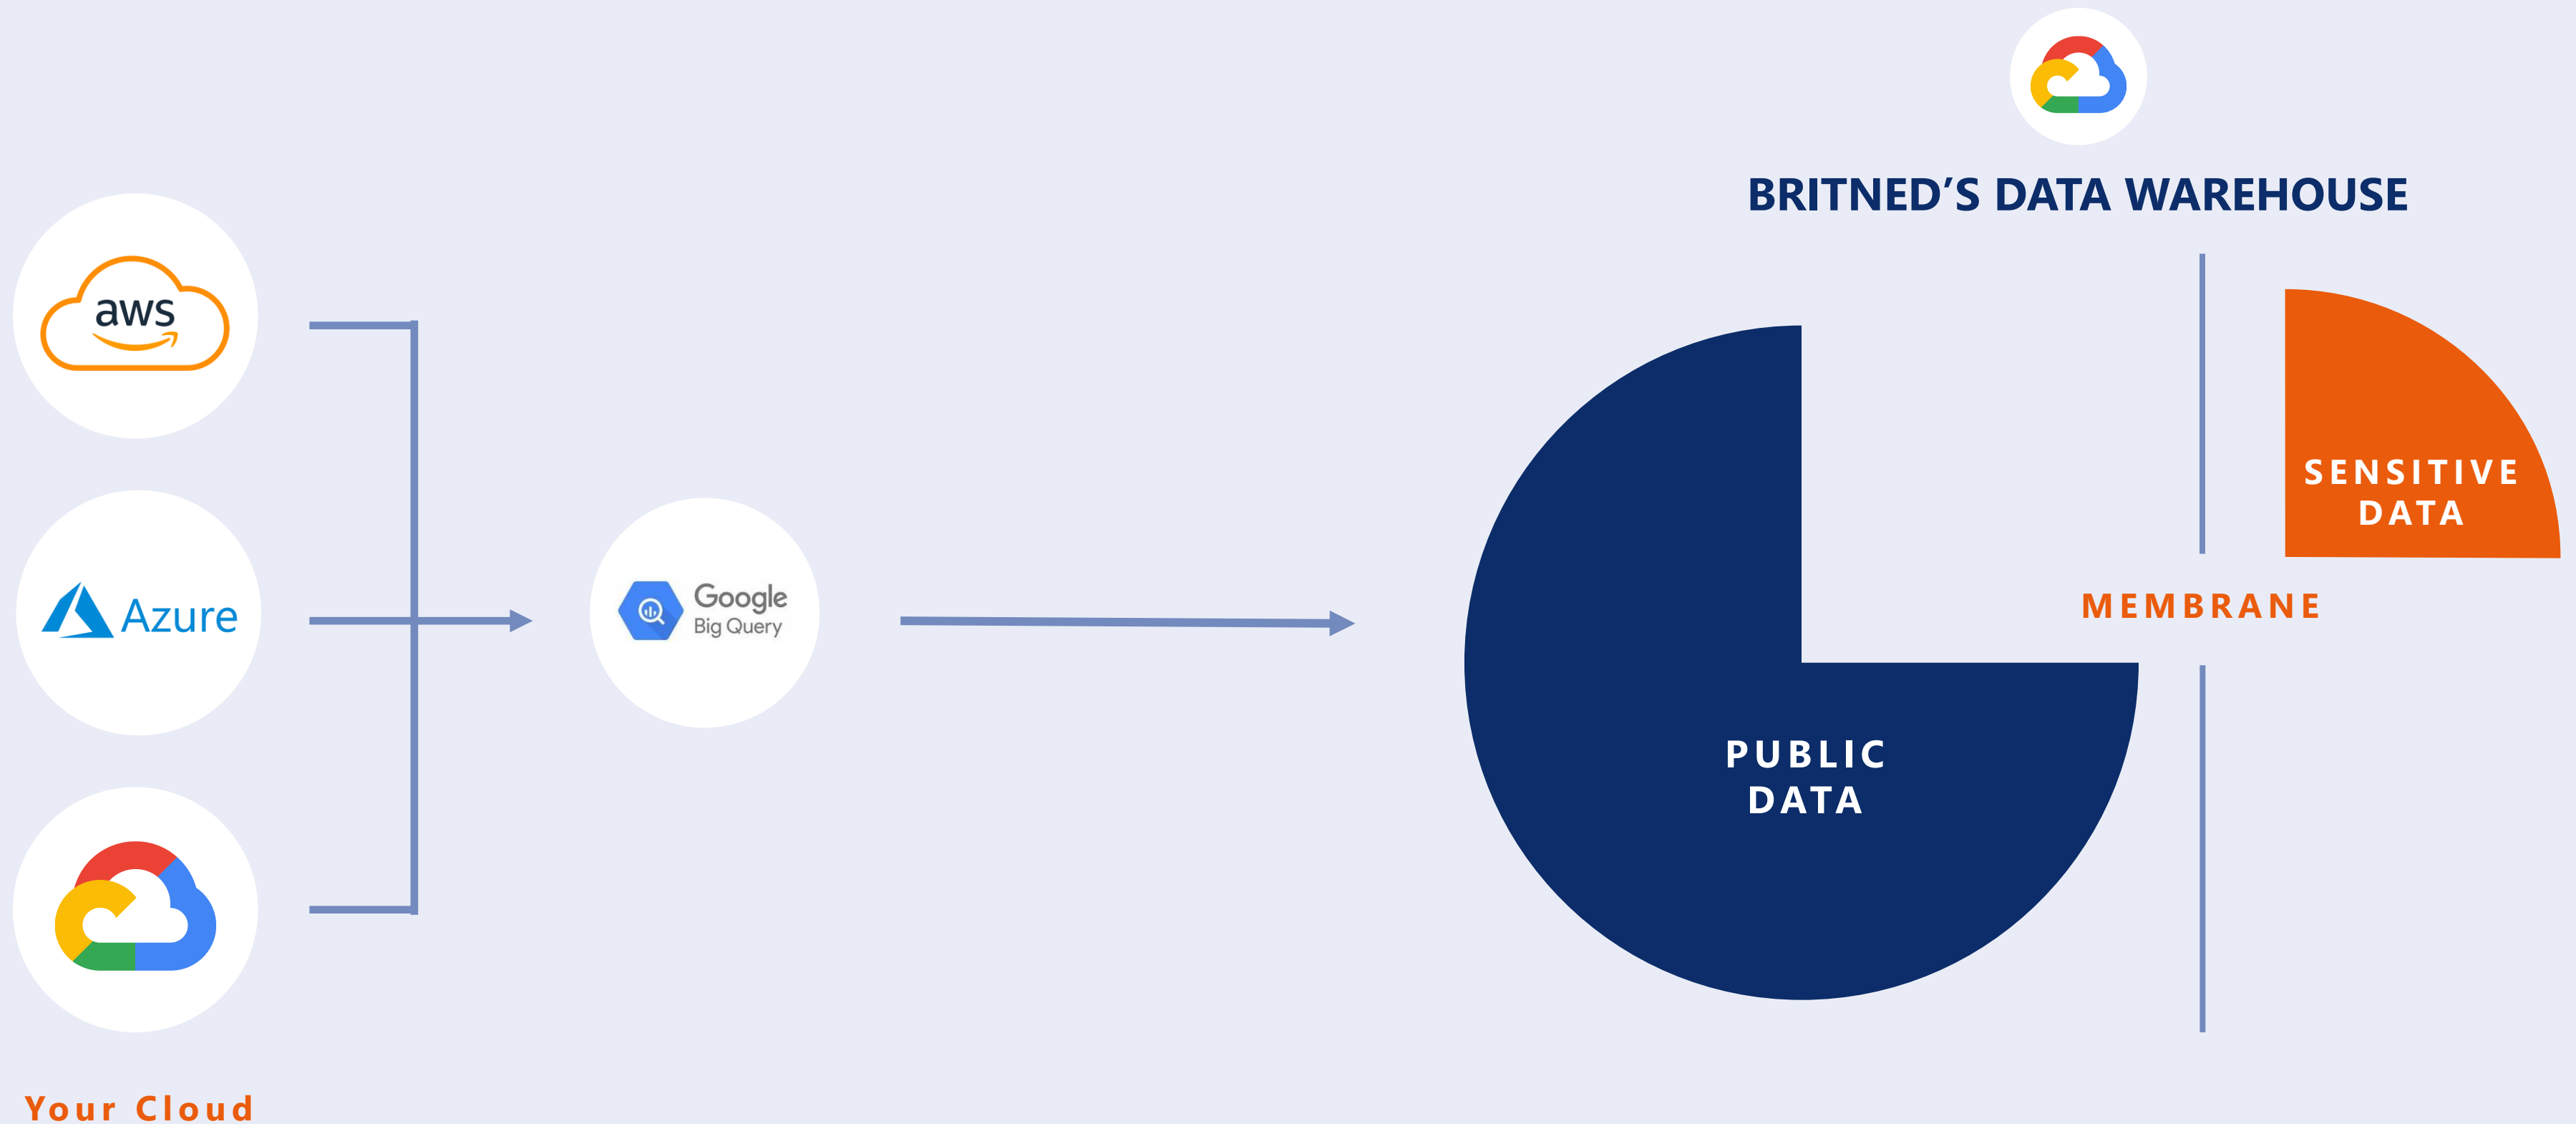 BRITNED’S DATA WAREHOUSE
aws
Azure
Google
Big Query
SENSITIVE
DATA
MEMBRANE
PUBLIC
DATA
Your Cloud